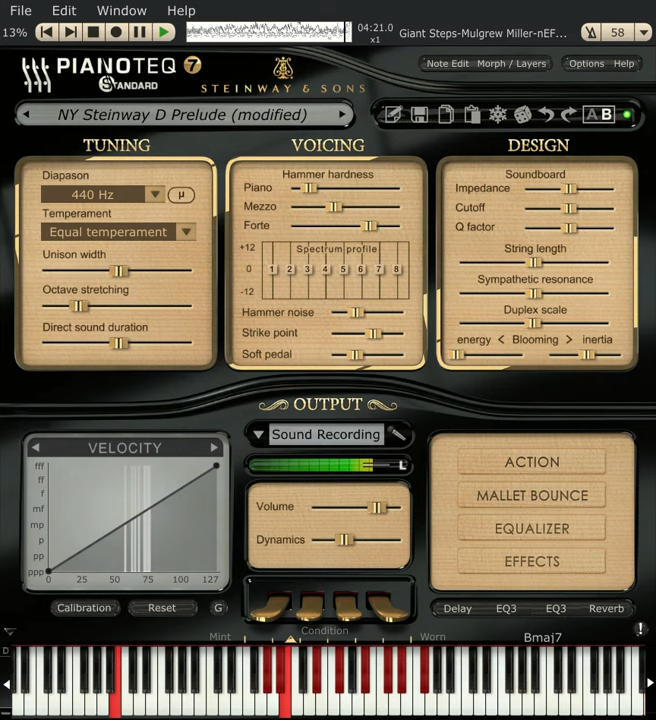 File Edit Window Help
13%
04:21.0
x1
Giant Steps-Mulgrew Miller-nEF...
58
PIANOTEQ 7
STANDARD
STEINWAY & SONS
Note Edit Morph / Layers
Options Help
NY Steinway D Prelude (modified)
A B
TUNING
Diapason
440 Hz
µ
Temperament
Equal temperament
Unison width
Octave stretching
Direct sound duration
VOICING
Hammer hardness
Piano
Mezzo
Forte
Spectrum profile
+12
0
-12
1 2 3 4 5 6 7 8
Hammer noise
Strike point
Soft pedal
DESIGN
Soundboard
Impedance
Cutoff
Q factor
String length
Sympathetic resonance
Duplex scale
energy < Blooming > inertia
OUTPUT
VELOCITY
fff
ff
f
mf
mp
p
pp
ppp
0 25 50 75 100 127
Calibration Reset G
Sound Recording
L
Volume
Dynamics
ACTION
MALLET BOUNCE
EQUALIZER
EFFECTS
Delay EQ3 EQ3 Reverb
Mint Condition Worn
Bmaj7
!
D